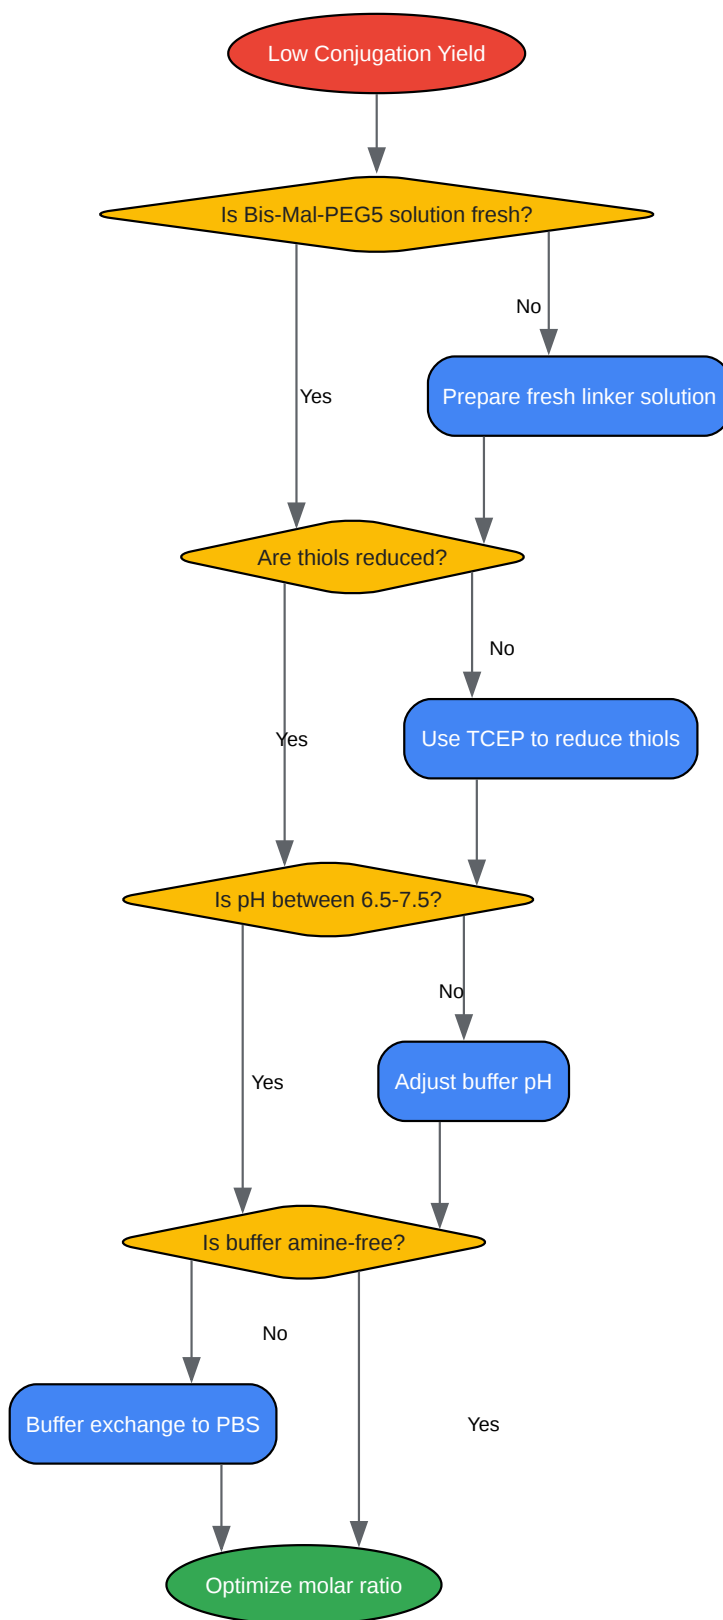 Low Conjugation Yield
Is Bis-Mal-PEG5 solution fresh?
No
Yes
Prepare fresh linker solution
Are thiols reduced?
No
Yes
Use TCEP to reduce thiols
Is pH between 6.5-7.5?
No
Yes
Adjust buffer pH
Is buffer amine-free?
No
Buffer exchange to PBS
Yes
Optimize molar ratio